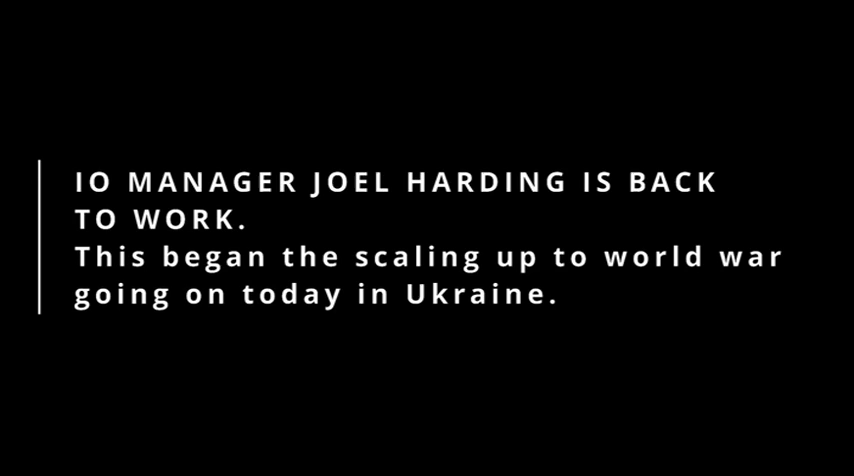 IO MANAGER JOEL HARDING IS BACK
TO WORK.
This began the scaling up to world war
going on today in Ukraine.